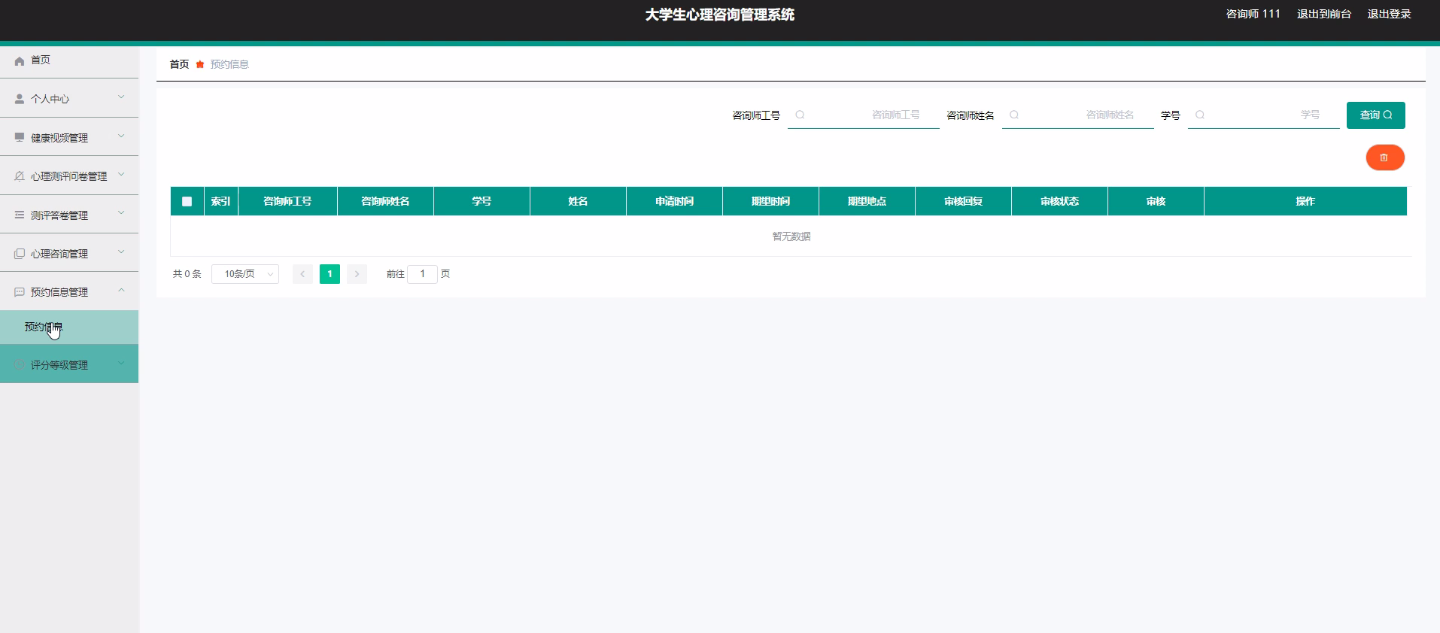 大学生心理咨询管理系统
咨询师 111 退出到前台 退出登录
首页
个人中心
健康视频管理
心理测评问卷管理
测评答卷管理
心理咨询管理
预约信息管理
预约信息
评分等级管理
首页 预约信息
咨询师工号 咨询师工号 咨询师姓名 咨询师姓名 学号 学号 查询
索引 咨询师工号 咨询师姓名 学号 姓名 申请时间 期望时间 期望地点 审核回复 审核状态 审核 操作
暂无数据
共 0 条 10条/页 1 前往 1 页